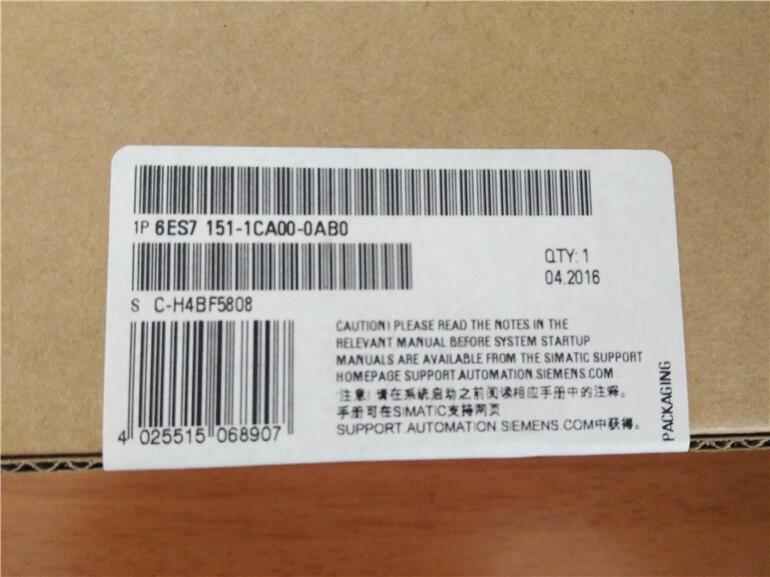 1P 6ES7 151-1CA00-0AB0
QTY: 1
04.2016
S C-H4BF5808
CAUTION! PLEASE READ THE NOTES IN THE
RELEVANT MANUAL BEFORE SYSTEM STARTUP
MANUALS ARE AVAILABLE FROM THE SIMATIC SUPPORT
HOMEPAGE SUPPORT.AUTOMATION.SIEMENS.COM
注意! 请在系统启动之前阅读相应手册中的注释。
手册可在SIMATIC支持网页
SUPPORT.AUTOMATION.SIEMENS.COM中获得。
4 025515 068907
PACKAGING